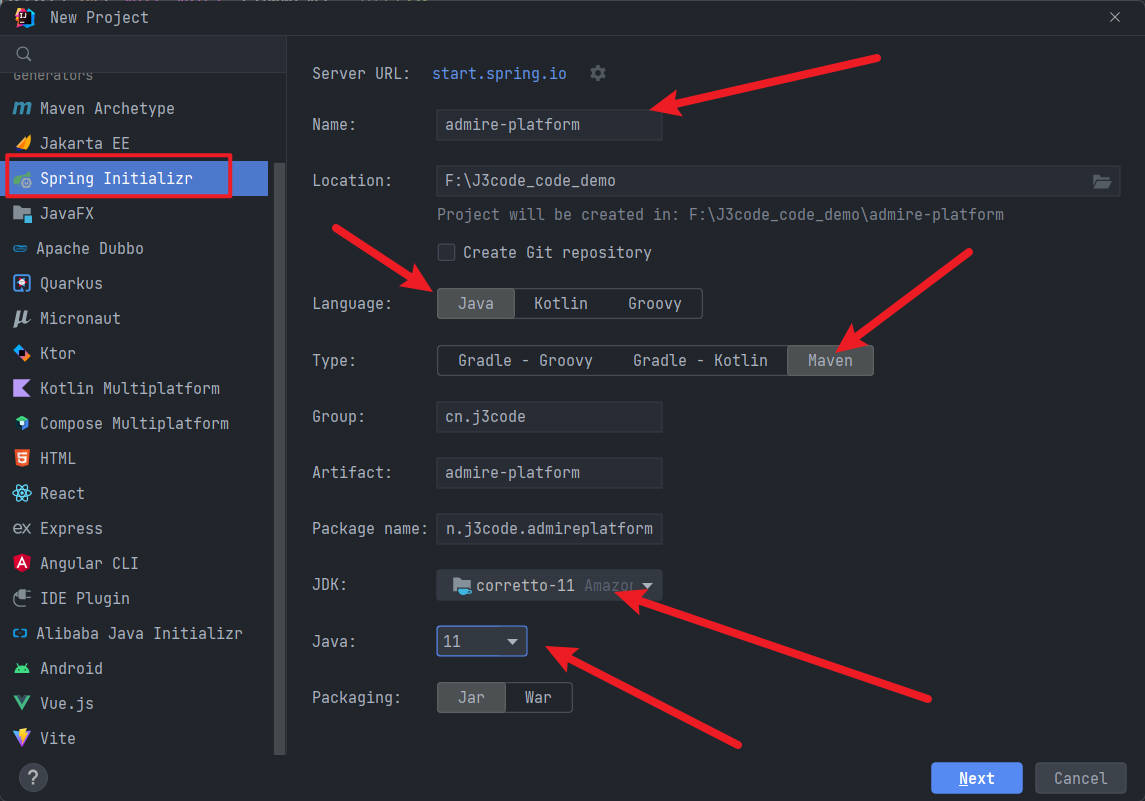 New Project
Generators
Maven Archetype
Jakarta EE
Spring Initializr
JavaFX
Apache Dubbo
Quarkus
Micronaut
Ktor
Kotlin Multiplatform
Compose Multiplatform
HTML
React
Express
Angular CLI
IDE Plugin
Alibaba Java Initializr
Android
Vue.js
Vite
?
Server URL: start.spring.io
Name: admire-platform
Location: F:\J3code_code_demo
Project will be created in: F:\J3code_code_demo\admire-platform
Create Git repository
Language: Java Kotlin Groovy
Type: Gradle - Groovy Gradle - Kotlin Maven
Group: cn.j3code
Artifact: admire-platform
Package name: n.j3code.admireplatform
JDK: corretto-11
Java: 11
Packaging: Jar War
Next Cancel